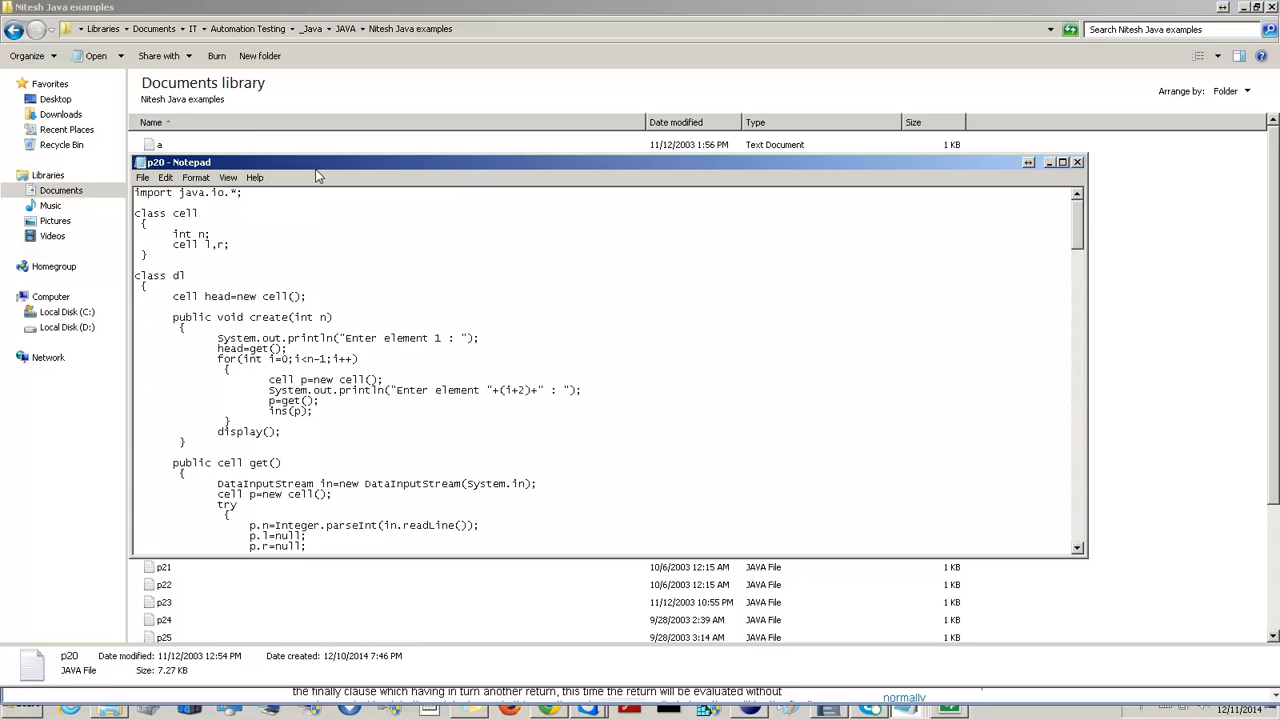 Nitesh Java examples
Libraries Documents IT Automation Testing _Java JAVA Nitesh Java examples
Search Nitesh Java examples
Organize Open Share with Burn New folder
Favorites
Desktop
Downloads
Recent Places
Recycle Bin
Libraries
Documents
Music
Pictures
Videos
Homegroup
Computer
Local Disk (C:)
Local Disk (D:)
Network
Documents library
Nitesh Java examples
Arrange by: Folder
Name Date modified Type Size
a 11/12/2003 1:56 PM Text Document 1 KB
p20 - Notepad
File Edit Format View Help
import java.io.*;
class cell
{
int n;
cell l,r;
}
class dl
{
cell head=new cell();
public void create(int n)
{
System.out.println("Enter element 1 : ");
head=get();
for(int i=0;i<n-1;i++)
{
cell p=new cell();
System.out.println("Enter element "+(i+2)+" : ");
p=get();
ins(p);
}
display();
}
public cell get()
{
DataInputStream in=new DataInputStream(System.in);
cell p=new cell();
try
{
p.n=Integer.parseInt(in.readLine());
p.l=null;
p.r=null;
p21 10/6/2003 12:15 AM JAVA File 1 KB
p22 10/6/2003 12:15 AM JAVA File 1 KB
p23 11/12/2003 10:55 PM JAVA File 1 KB
p24 9/28/2003 2:39 AM JAVA File 1 KB
p25 9/28/2003 3:14 AM JAVA File 1 KB
p20 Date modified: 11/12/2003 12:54 PM Date created: 12/10/2014 7:46 PM
JAVA File Size: 7.27 KB
the finally clause which having in turn another return, this time the return will be evaluated without
normally
12/11/2014